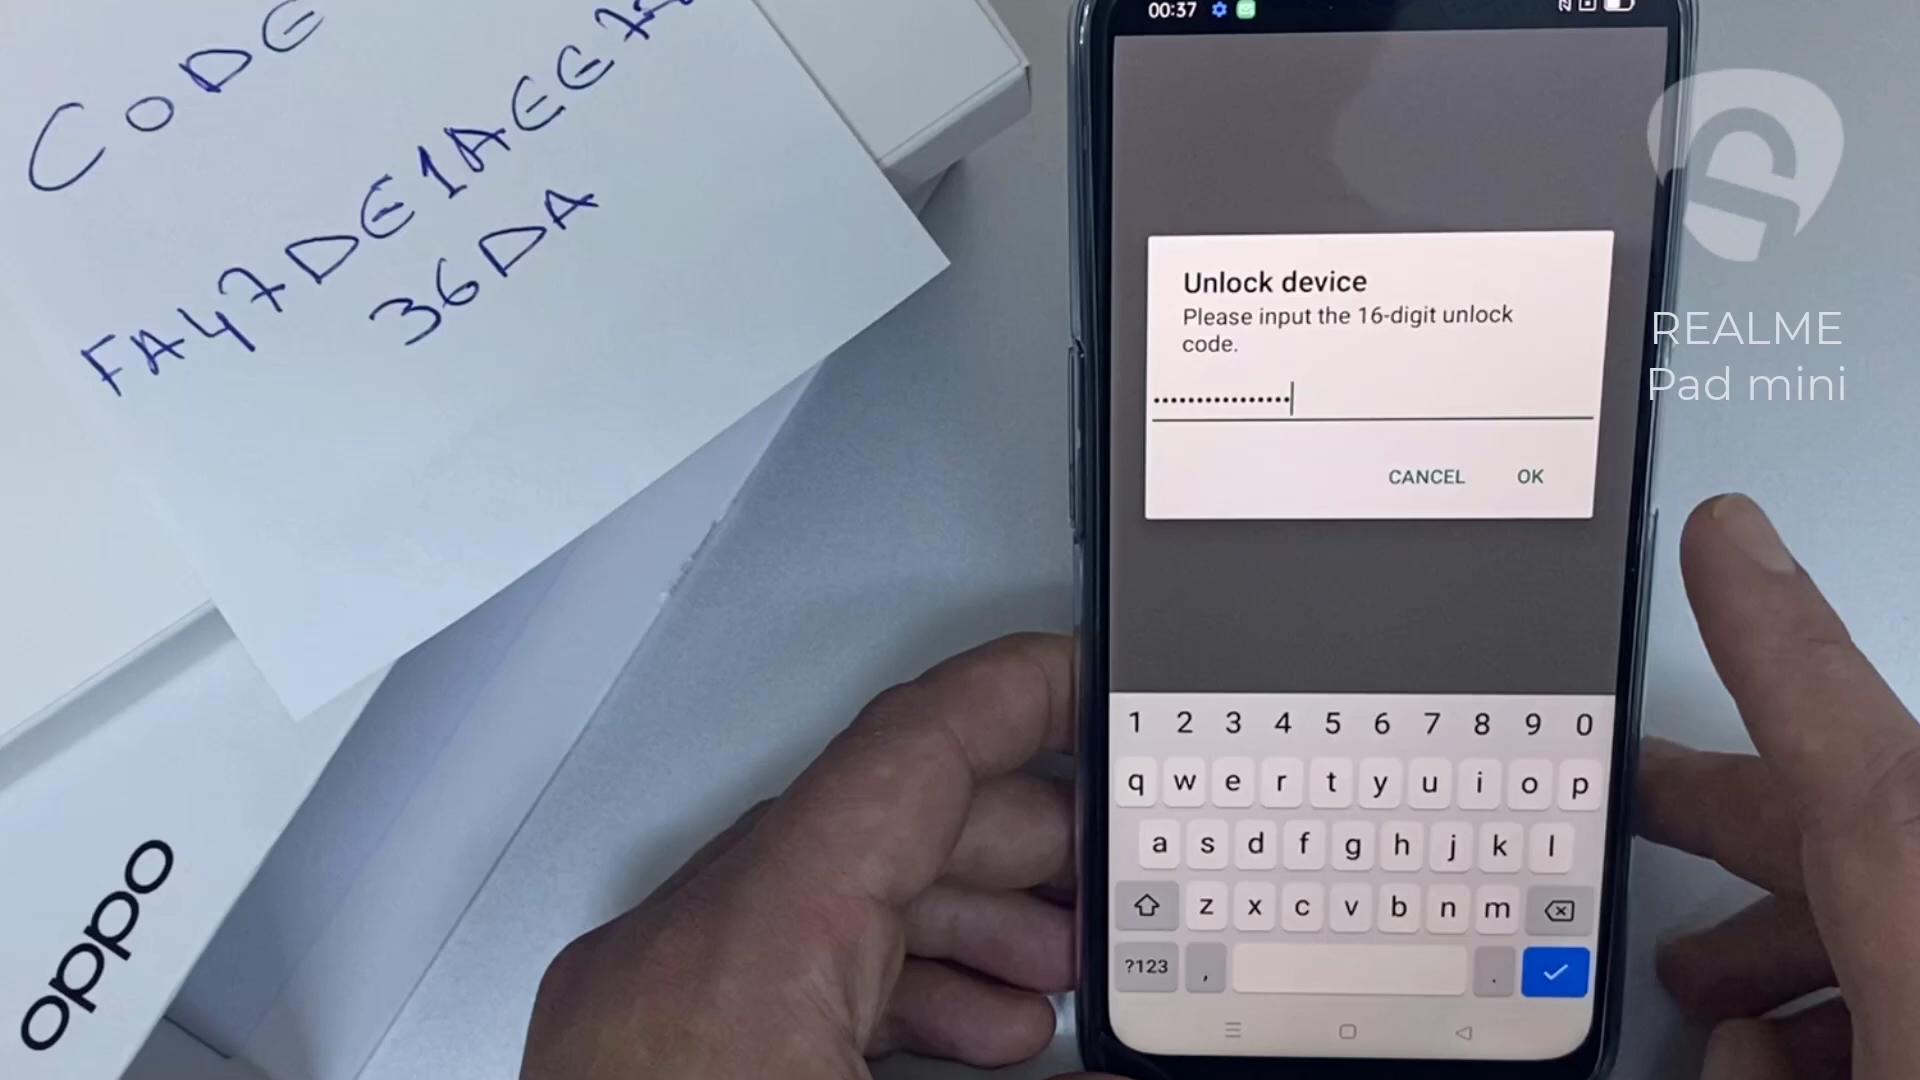 CODE
FA47DE1AEE7
36DA
oppo
00:37
Unlock device
Please input the 16-digit unlock
code.
••••••••••••••••
CANCEL OK
1 2 3 4 5 6 7 8 9 0
q w e r t y u i o p
a s d f g h j k l
z x c v b n m
?123 , .
REALME
Pad mini